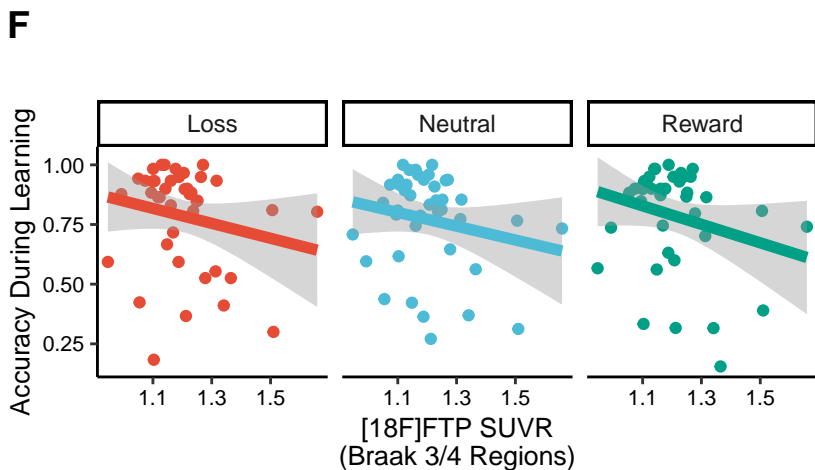 F
Loss
Neutral
Reward
Accuracy During Learning
1.00
0.75
0.50
0.25
1.1 1.3 1.5
1.1 1.3 1.5
1.1 1.3 1.5
[18F]FTP SUVR
(Braak 3/4 Regions)